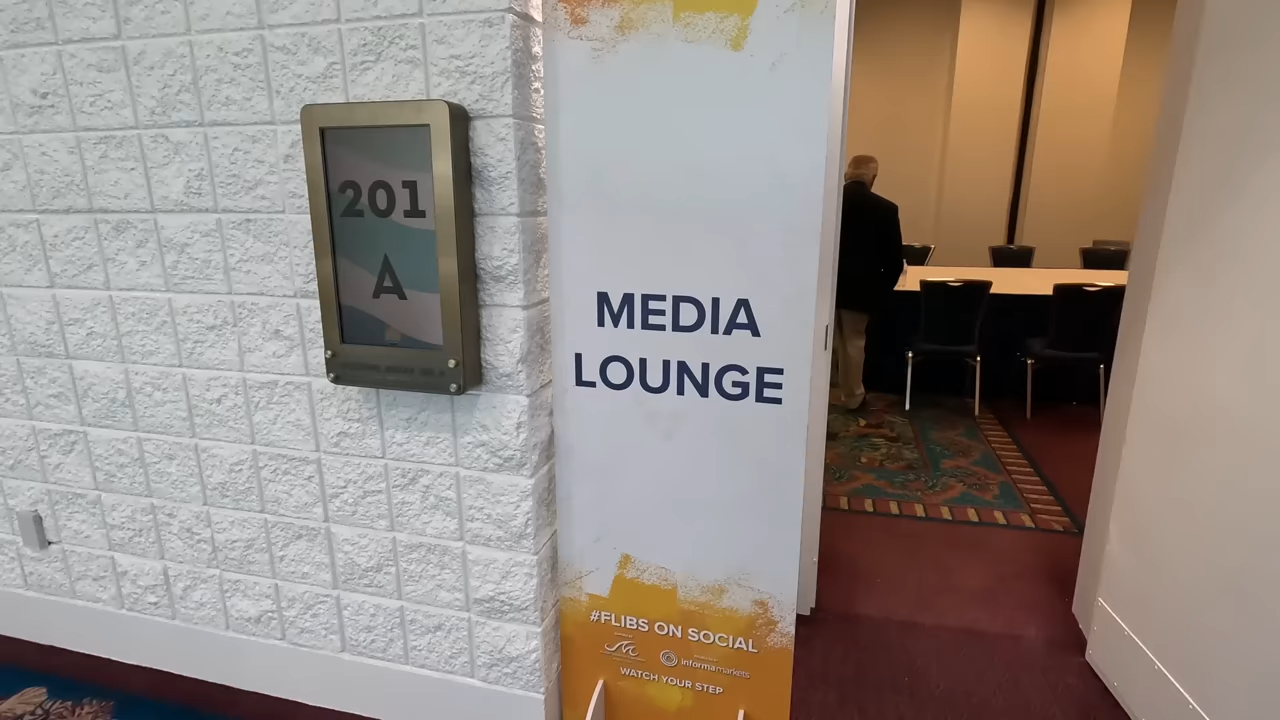 201
A
MEDIA
LOUNGE
#FLIBS ON SOCIAL
informa markets
WATCH YOUR STEP